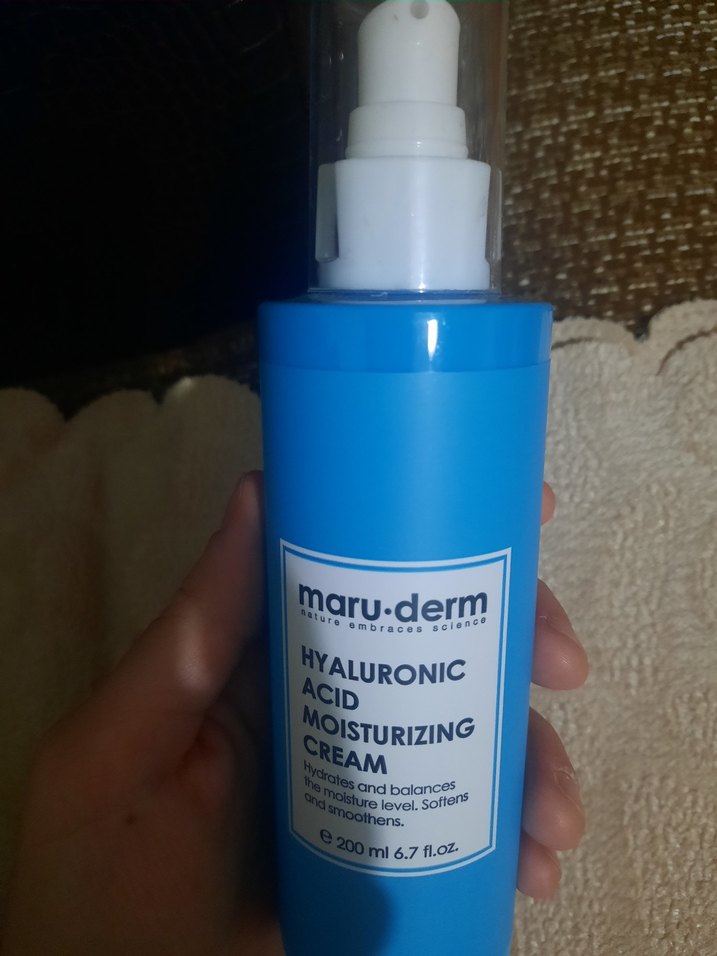 maru•derm
nature embraces science
HYALURONIC
ACID
MOISTURIZING
CREAM
Hydrates and balances
the moisture level. Softens
and smoothens.
℮ 200 ml 6.7 fl.oz.